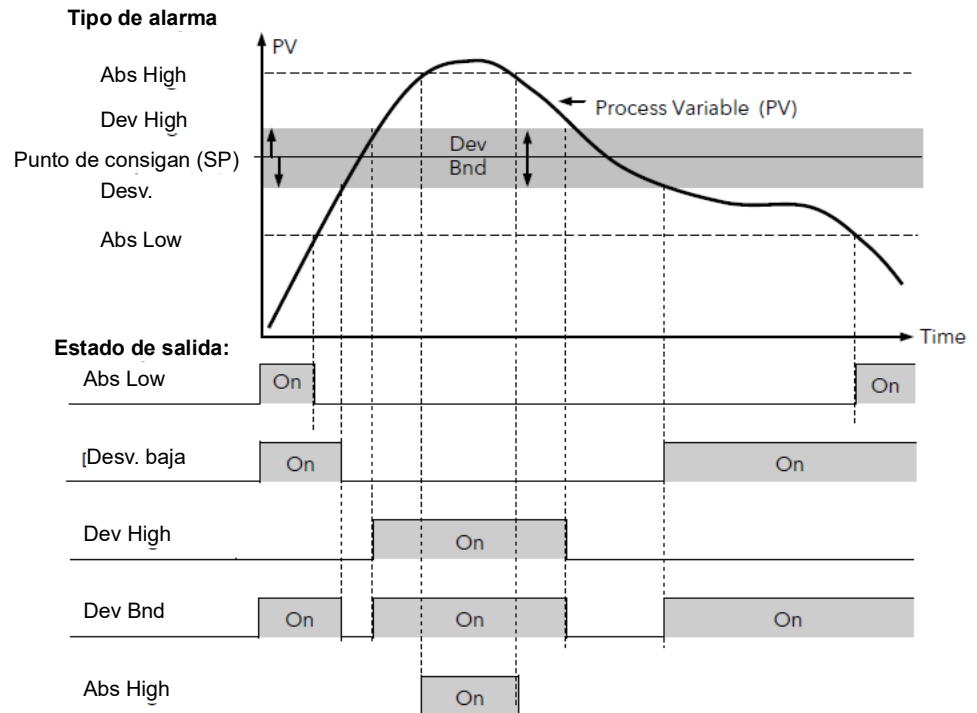 Tipo de alarma
PV
Abs High
Dev High
Process Variable (PV)
Punto de consigan (SP)
Dev
Bnd
Desv.
Abs Low
Time
Estado de salida:
Abs Low
On
On
[Desv. baja
On
On
Dev High
On
Dev Bnd
On
On
On
Abs High
On